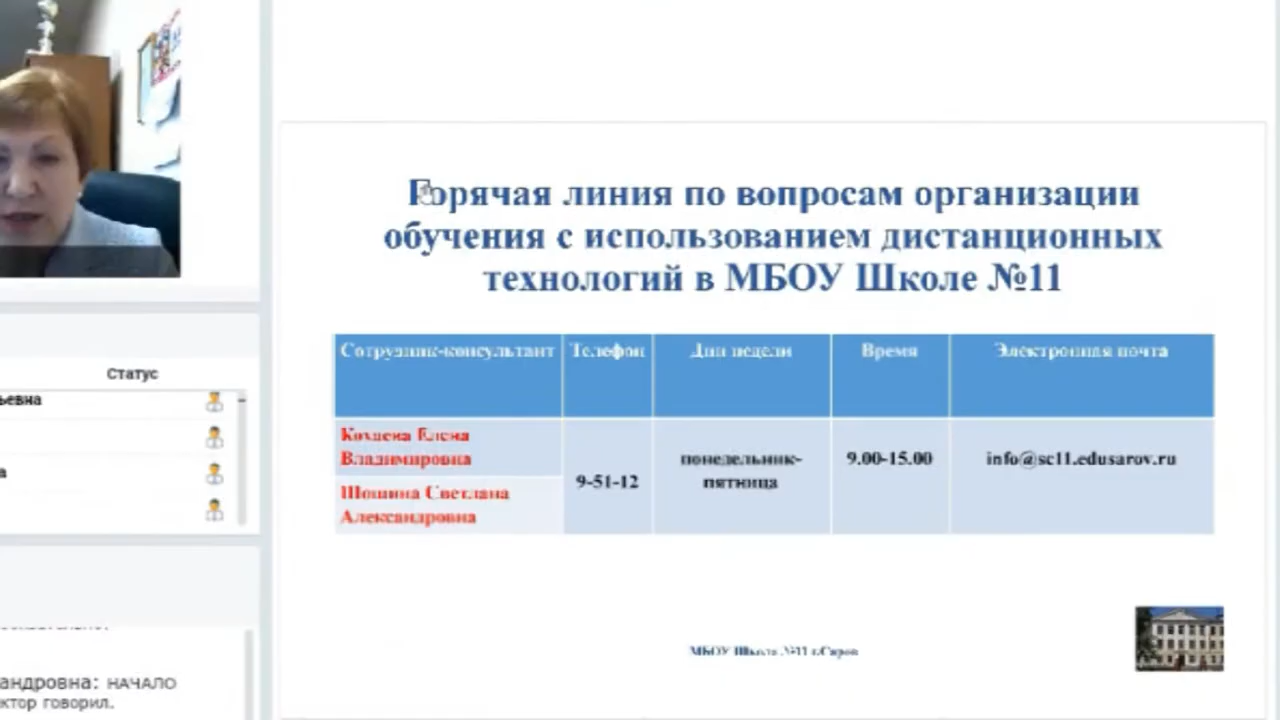 Горячая линия по вопросам организации
обучения с использованием дистанционных
технологий в МБОУ Школе №11
Сотрудник-консультант
Телефон
Дни недели
Время
Электронная почта
Елена
Владимировна
Шошина Светлана
Александровна
9-51-12
понедельник-
пятница
9.00-15.00
info@sc11.edusarov.ru
МБОУ Школа №11 г.Саров
Статус
ьевна
а
андровна: НАЧАЛО
ктор говорил.